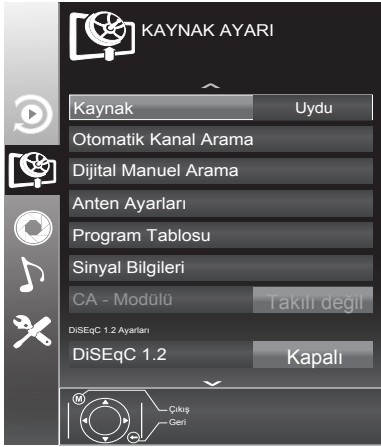 KAYNAK AYARI
Kaynak Uydu
Otomatik Kanal Arama
Dijital Manuel Arama
Anten Ayarları
Program Tablosu
Sinyal Bilgileri
CA - Modülü Takılı değil
DiSEqC 1.2 Ayarları
DiSEqC 1.2 Kapalı
M
Çıkış
Geri